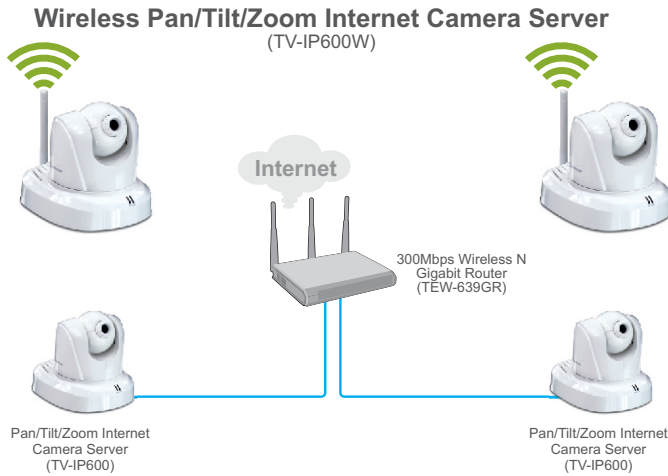 Wireless Pan/Tilt/Zoom Internet Camera Server
(TV-IP600W)
Internet
300Mbps Wireless N
Gigabit Router
(TEW-639GR)
Pan/Tilt/Zoom Internet
Camera Server
(TV-IP600)
Pan/Tilt/Zoom Internet
Camera Server
(TV-IP600)